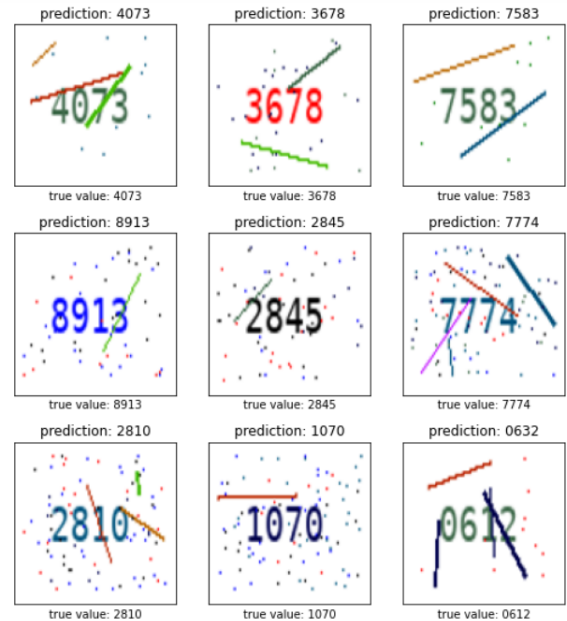 prediction: 4073
prediction: 3678
prediction: 7583
4073
3678
7583
true value: 4073
true value: 3678
true value: 7583
prediction: 8913
prediction: 2845
prediction: 7774
8913
2845
7774
true value: 8913
true value: 2845
true value: 7774
prediction: 2810
prediction: 1070
prediction: 0632
2810
1070
0612
true value: 2810
true value: 1070
true value: 0612